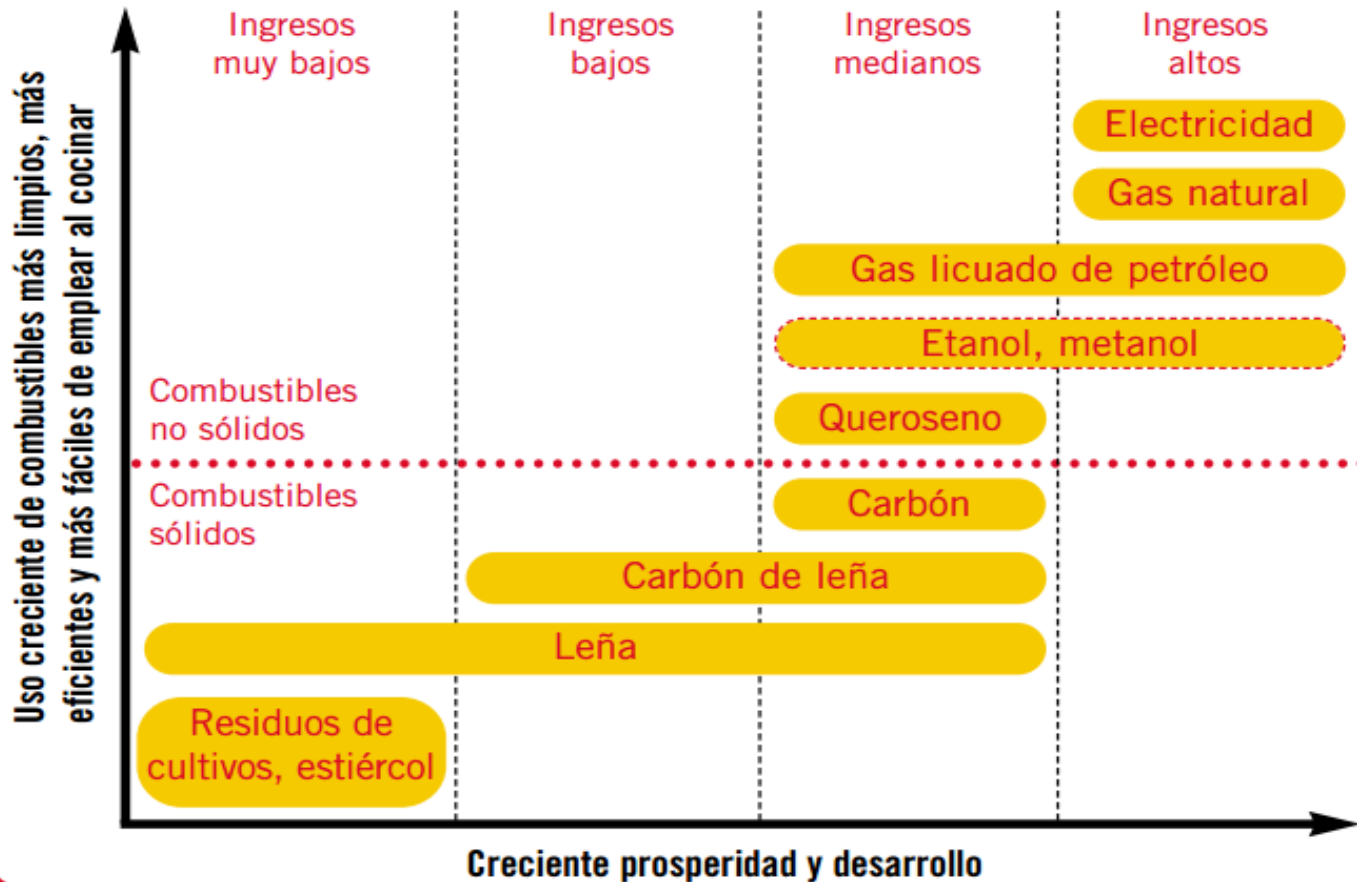 Ingresos
muy bajos
Ingresos
bajos
Ingresos
medianos
Ingresos
altos
Uso creciente de combustibles más limpios, más
eficientes y más fáciles de emplear al cocinar
Electricidad
Gas natural
Gas licuado de petróleo
Etanol, metanol
Combustibles
no sólidos
Queroseno
Combustibles
sólidos
Carbón
Carbón de leña
Leña
Residuos de
cultivos, estiércol
Creciente prosperidad y desarrollo